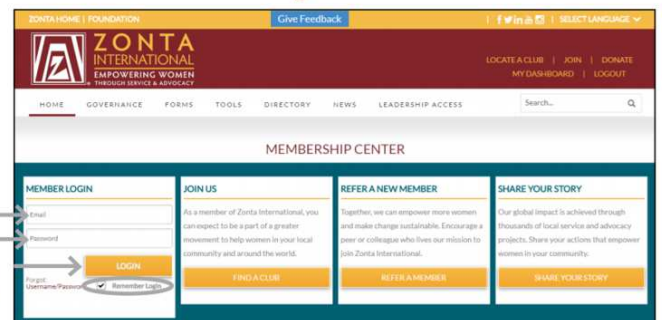 ZONTA HOME | FOUNDATION
Give Feedback
SELECT LANGUAGE
ZONTA
INTERNATIONAL
EMPOWERING WOMEN
THROUGH SERVICE & ADVOCACY
LOCATE A CLUB | JOIN | DONATE
MY DASHBOARD | LOGOUT
HOME GOVERNANCE FORMS TOOLS DIRECTORY NEWS LEADERSHIP ACCESS Search...
MEMBERSHIP CENTER
MEMBER LOGIN
Email
Password
LOGIN
Forgot:
Username/Passwor
Remember Login
JOIN US
As a member of Zonta International, you
can expect to be a part of a greater
movement to help women in your local
community and around the world.
FIND A CLUB
REFER A NEW MEMBER
Together, we can empower more women
and make change sustainable. Encourage a
peer or colleague who lives our mission to
join Zonta International.
REFER A MEMBER
SHARE YOUR STORY
Our global impact is achieved through
thousands of local service and advocacy
projects. Share your actions that empower
women in your community.
SHARE YOUR STORY